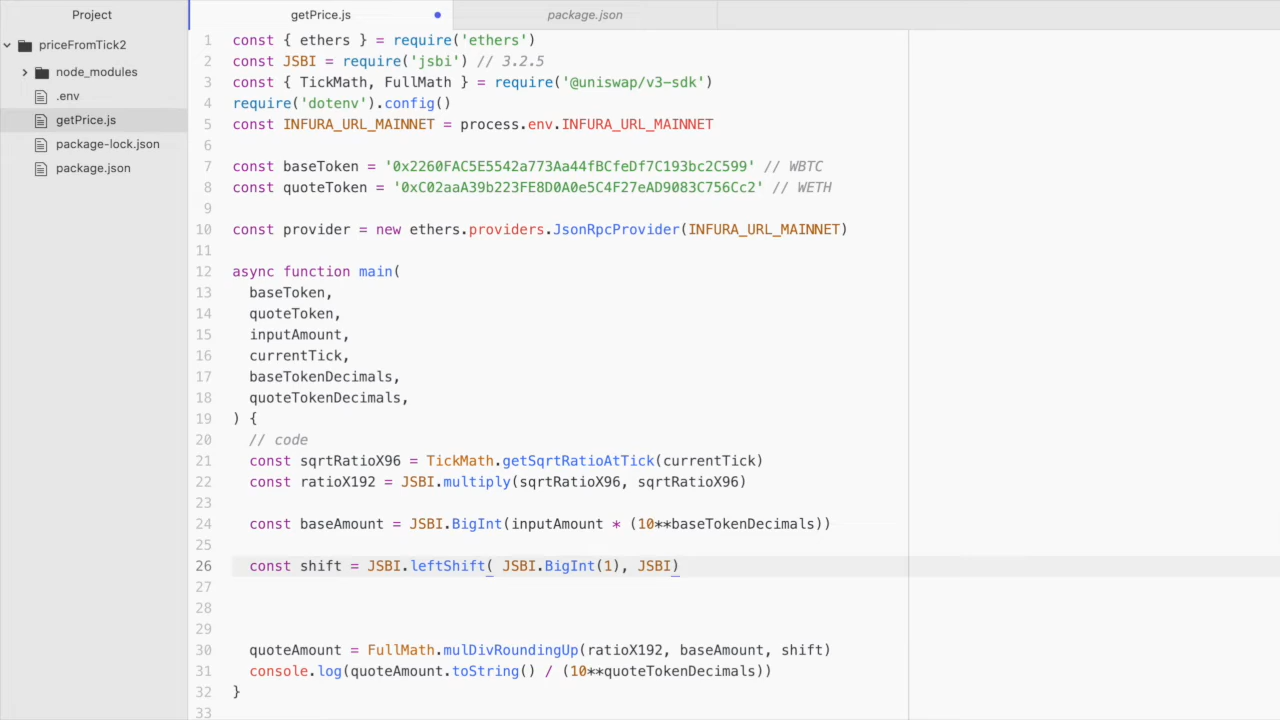 Project
priceFromTick2
node_modules
.env
getPrice.js
package-lock.json
package.json
getPrice.js
package.json
1 const { ethers } = require('ethers')
2 const JSBI = require('jsbi') // 3.2.5
3 const { TickMath, FullMath } = require('@uniswap/v3-sdk')
4 require('dotenv').config()
5 const INFURA_URL_MAINNET = process.env.INFURA_URL_MAINNET
6
7 const baseToken = '0x2260FAC5E5542a773Aa44fBCfeDf7C193bc2C599' // WBTC
8 const quoteToken = '0xC02aaA39b223FE8D0A0e5C4F27eAD9083C756Cc2' // WETH
9
10 const provider = new ethers.providers.JsonRpcProvider(INFURA_URL_MAINNET)
11
12 async function main(
13 baseToken,
14 quoteToken,
15 inputAmount,
16 currentTick,
17 baseTokenDecimals,
18 quoteTokenDecimals,
19 ) {
20 // code
21 const sqrtRatioX96 = TickMath.getSqrtRatioAtTick(currentTick)
22 const ratioX192 = JSBI.multiply(sqrtRatioX96, sqrtRatioX96)
23
24 const baseAmount = JSBI.BigInt(inputAmount * (10**baseTokenDecimals))
25
26 const shift = JSBI.leftShift( JSBI.BigInt(1), JSBI)
27
28
29
30 quoteAmount = FullMath.mulDivRoundingUp(ratioX192, baseAmount, shift)
31 console.log(quoteAmount.toString() / (10**quoteTokenDecimals))
32 }
33